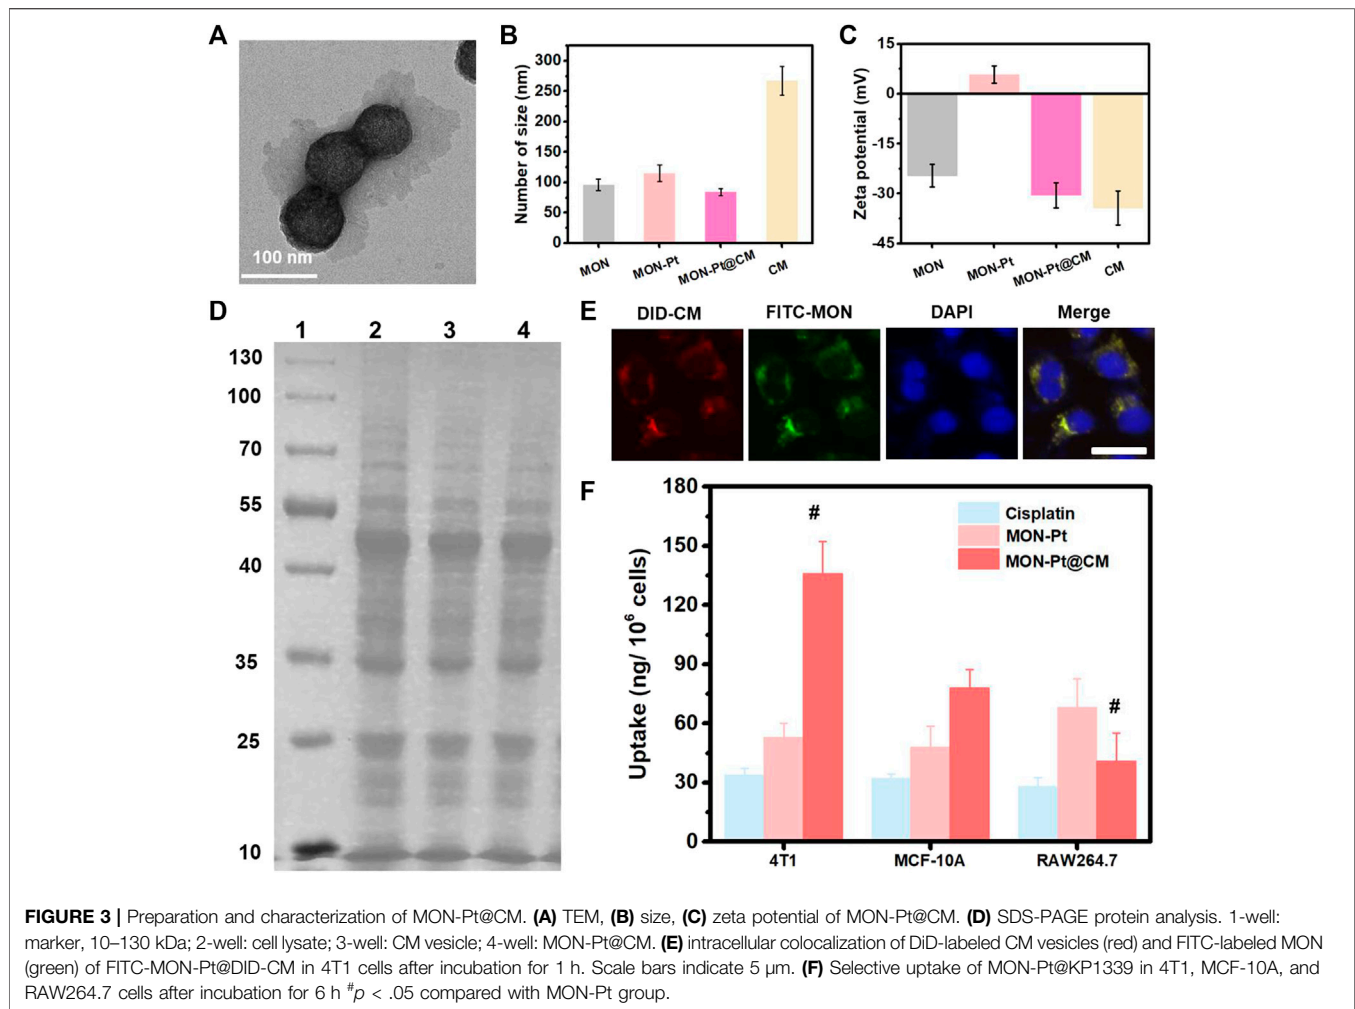 A
100 nm
B
Number of size (nm)
300
250
200
150
100
50
0
MON
MON-Pt
MON-Pt@CM
CM
C
Zeta potential (mV)
15
0
-15
-30
-45
MON
MON-Pt
MON-Pt@CM
CM
D
1 2 3 4
130
100
70
55
40
35
25
10
E
DID-CM FITC-MON DAPI Merge
F
Uptake (ng/ 10⁶ cells)
180
150
120
90
60
30
0
Cisplatin
MON-Pt
MON-Pt@CM
#
#
4T1 MCF-10A RAW264.7
FIGURE 3 | Preparation and characterization of MON-Pt@CM. (A) TEM, (B) size, (C) zeta potential of MON-Pt@CM. (D) SDS-PAGE protein analysis. 1-well:
marker, 10–130 kDa; 2-well: cell lysate; 3-well: CM vesicle; 4-well: MON-Pt@CM. (E) intracellular colocalization of DiD-labeled CM vesicles (red) and FITC-labeled MON
(green) of FITC-MON-Pt@DID-CM in 4T1 cells after incubation for 1 h. Scale bars indicate 5 µm. (F) Selective uptake of MON-Pt@KP1339 in 4T1, MCF-10A, and
RAW264.7 cells after incubation for 6 h #p < .05 compared with MON-Pt group.